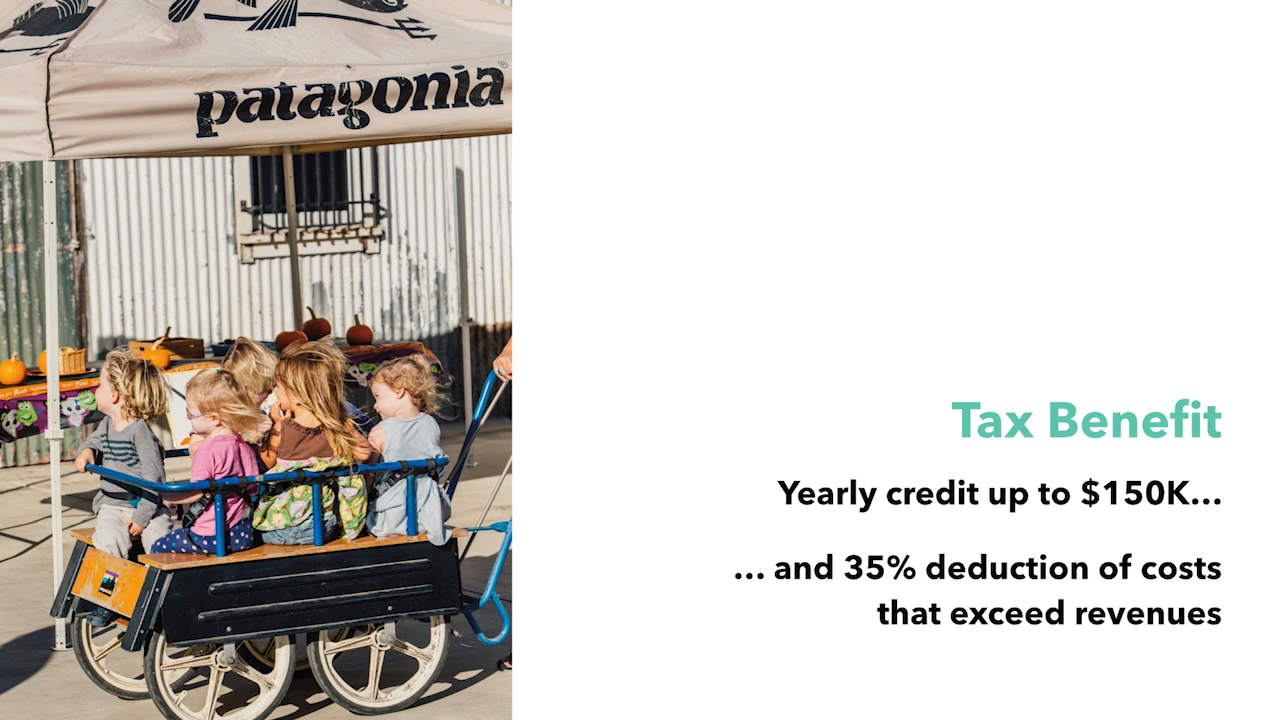 patagonia®
Tax Benefit
Yearly credit up to $150K…
… and 35% deduction of costs
that exceed revenues